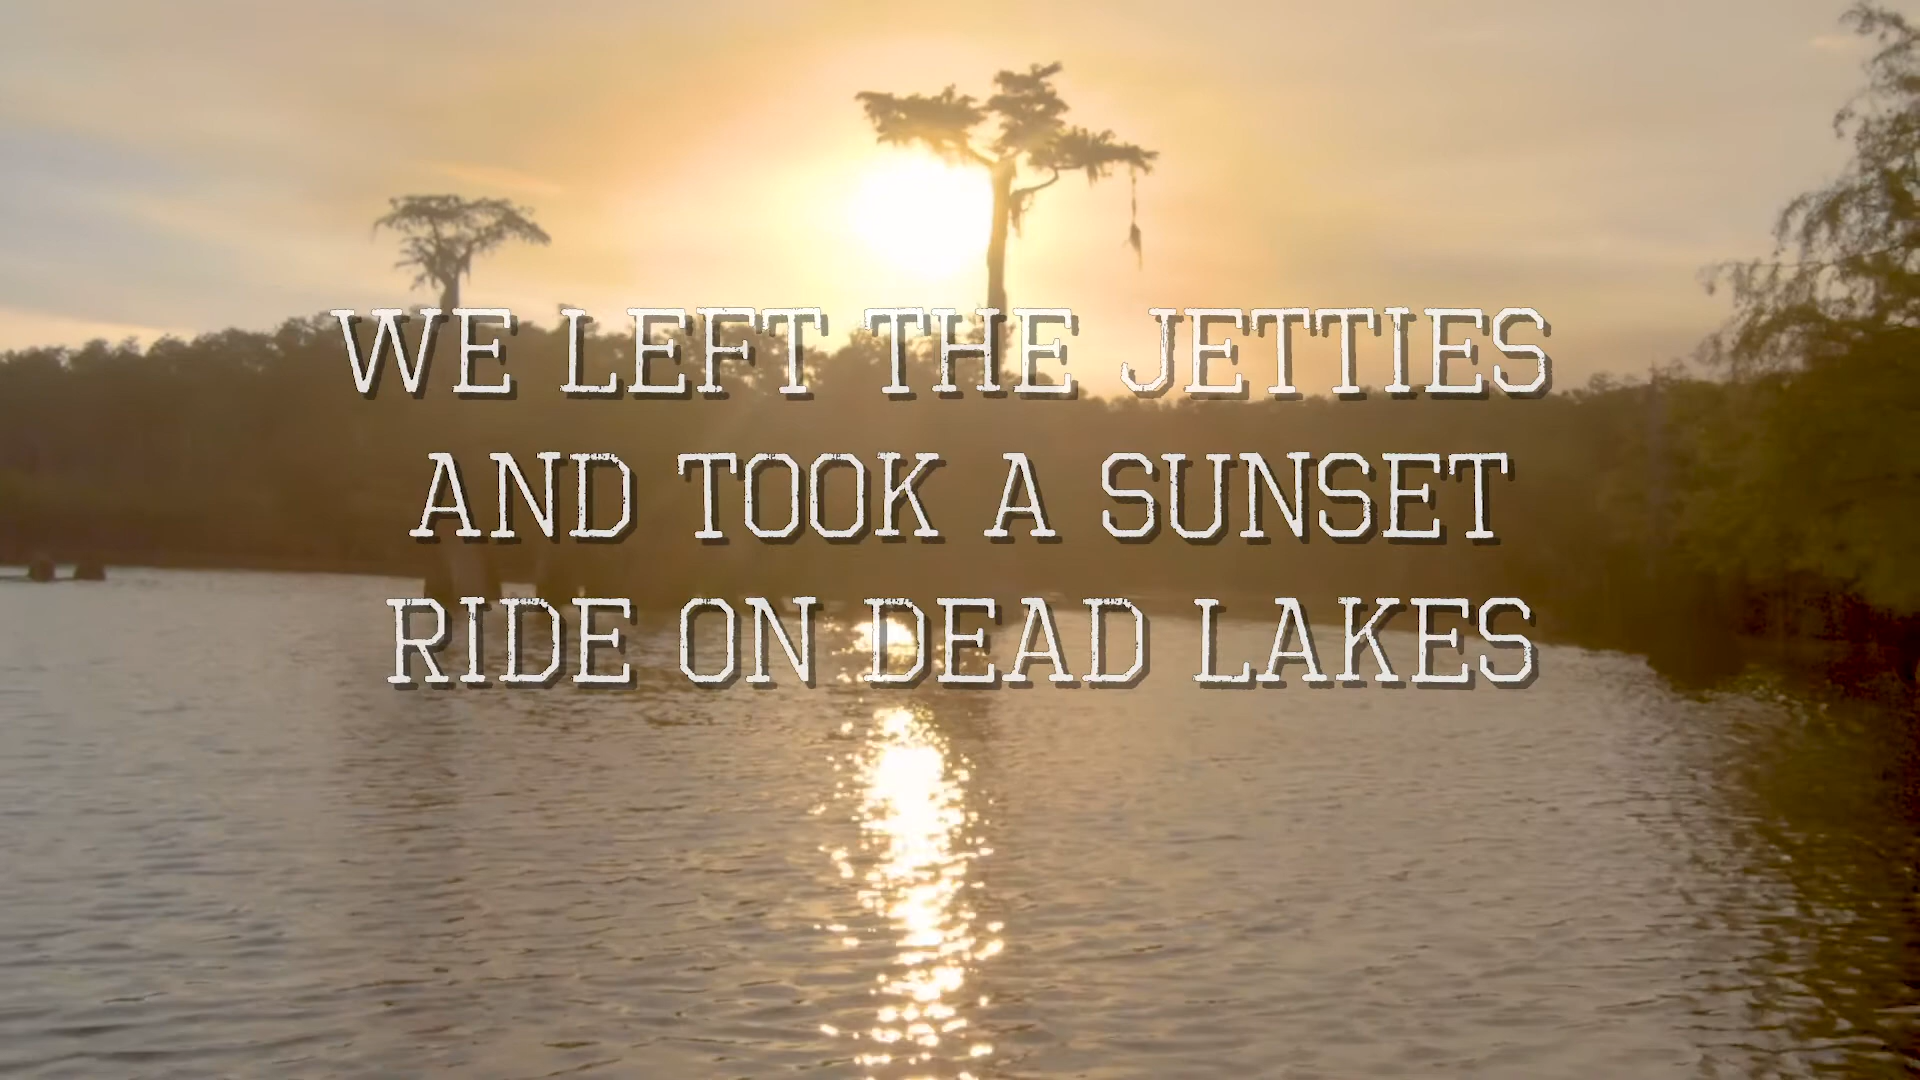 WE LEFT THE JETTIES
AND TOOK A SUNSET
RIDE ON DEAD LAKES